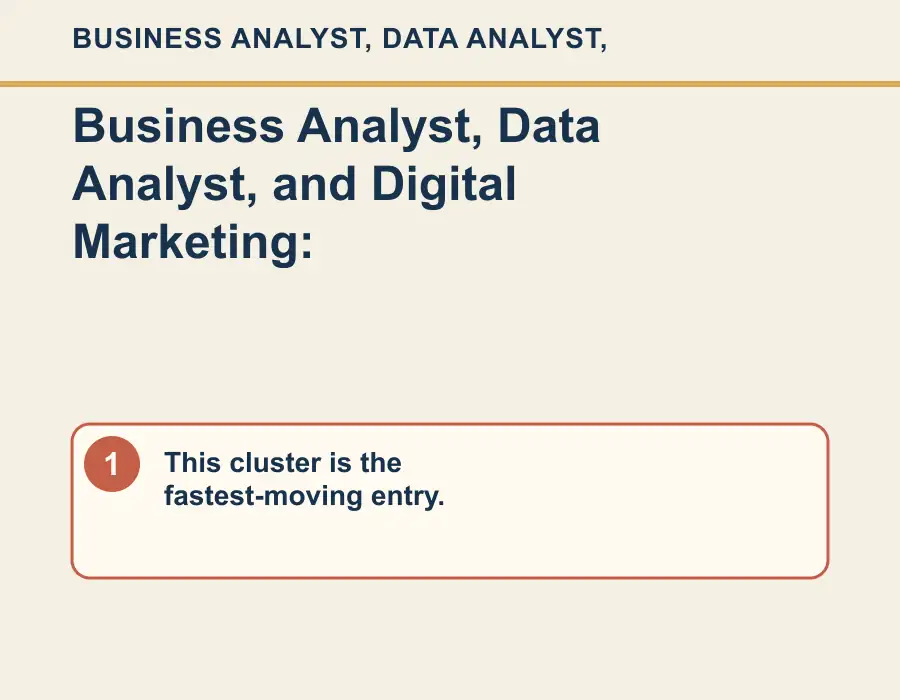 BUSINESS ANALYST, DATA ANALYST,
Business Analyst, Data
Analyst, and Digital
Marketing:
1
This cluster is the
fastest-moving entry.